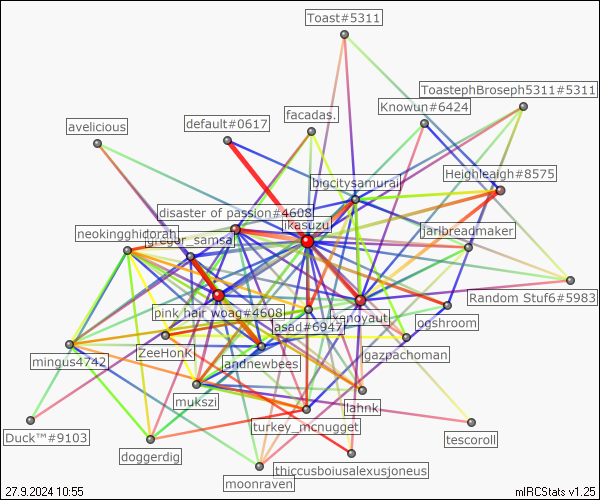 Toast#5311
ToastephBroseph5311#5311
Knowun#6424
facadas.
default#0617
avelicious
Heighleaigh#8575
bigcitysamurai
disaster of passion#4608
ikasuzu
jaribreadmaker
neokingghidorah
gregor_samsa
Random Stuf6#5983
pink hair woag#4608
xenoyaut
ogshroom
asad#6947
ZeeHonK
gazpachoman
mingus4742
andnewbees
mukszi
lahnk
turkey_mcnugget
Duck™#9103
tescoroll
doggerdig
thiccusboiusalexusjoneus
moonraven
27.9.2024 10:55
mIRCStats v1.25